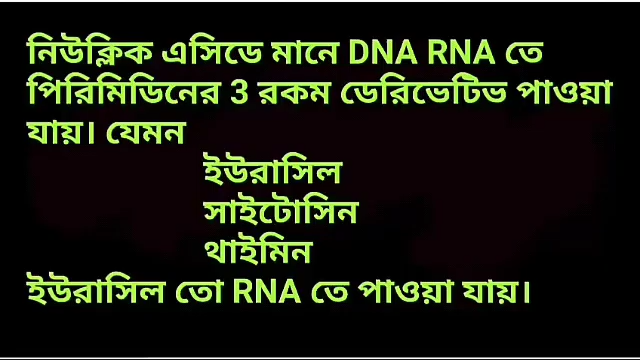 নিউক্লিক এসিডে মানে DNA RNA তে
পিরিমিডিনের 3 রকম ডেরিভেটিভ পাওয়া
যায়। যেমন
ইউরাসিল
সাইটোসিন
থাইমিন
ইউরাসিল তো RNA তে পাওয়া যায়।